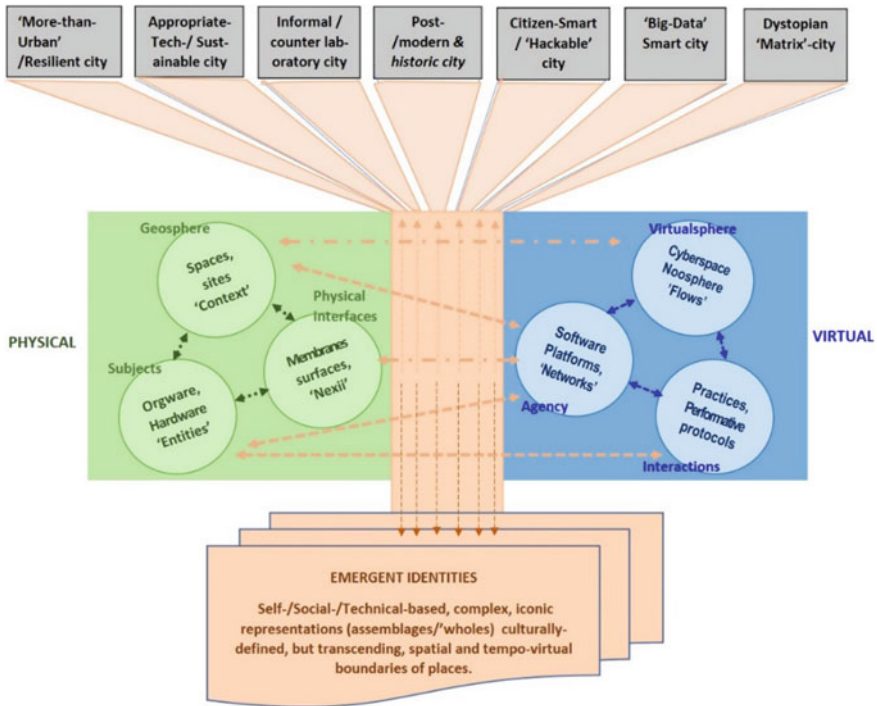 ‘More-than-
Urban’
/Resilient city
Appropriate-
Tech-/ Sust-
ainable city
Informal /
counter lab-
oratory city
Post-
/modern &
historic city
Citizen-Smart
/ ‘Hackable’
city
‘Big-Data’
Smart city
Dystopian
‘Matrix’-city
Geosphere
Spaces,
sites
‘Context’
Physical
Interfaces
PHYSICAL
Subjects
Membranes
surfaces,
‘Nexii’
Orgware,
Hardware
‘Entities’
Virtualsphere
Cyberspace
Noosphere
‘Flows’
VIRTUAL
Software
Platforms,
‘Networks’
Agency
Practices,
Performative
protocols
Interactions
EMERGENT IDENTITIES
Self-/Social-/Technical-based, complex, iconic
representations (assemblages/’wholes) culturally-
defined, but transcending, spatial and tempo-virtual
boundaries of places.